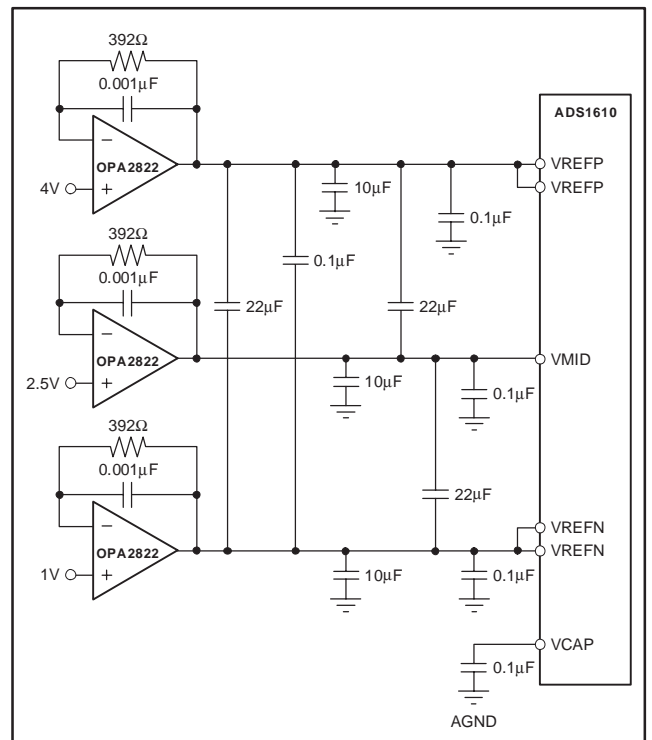 392Ω
0.001μF
ADS1610
OPA2822
4V
VREFP
VREFP
10μF
0.1μF
392Ω
0.001μF
0.1μF
22μF
22μF
OPA2822
2.5V
VMID
10μF
0.1μF
392Ω
0.001μF
22μF
VREFN
OPA2822
VREFN
1V
10μF
0.1μF
VCAP
0.1μF
AGND